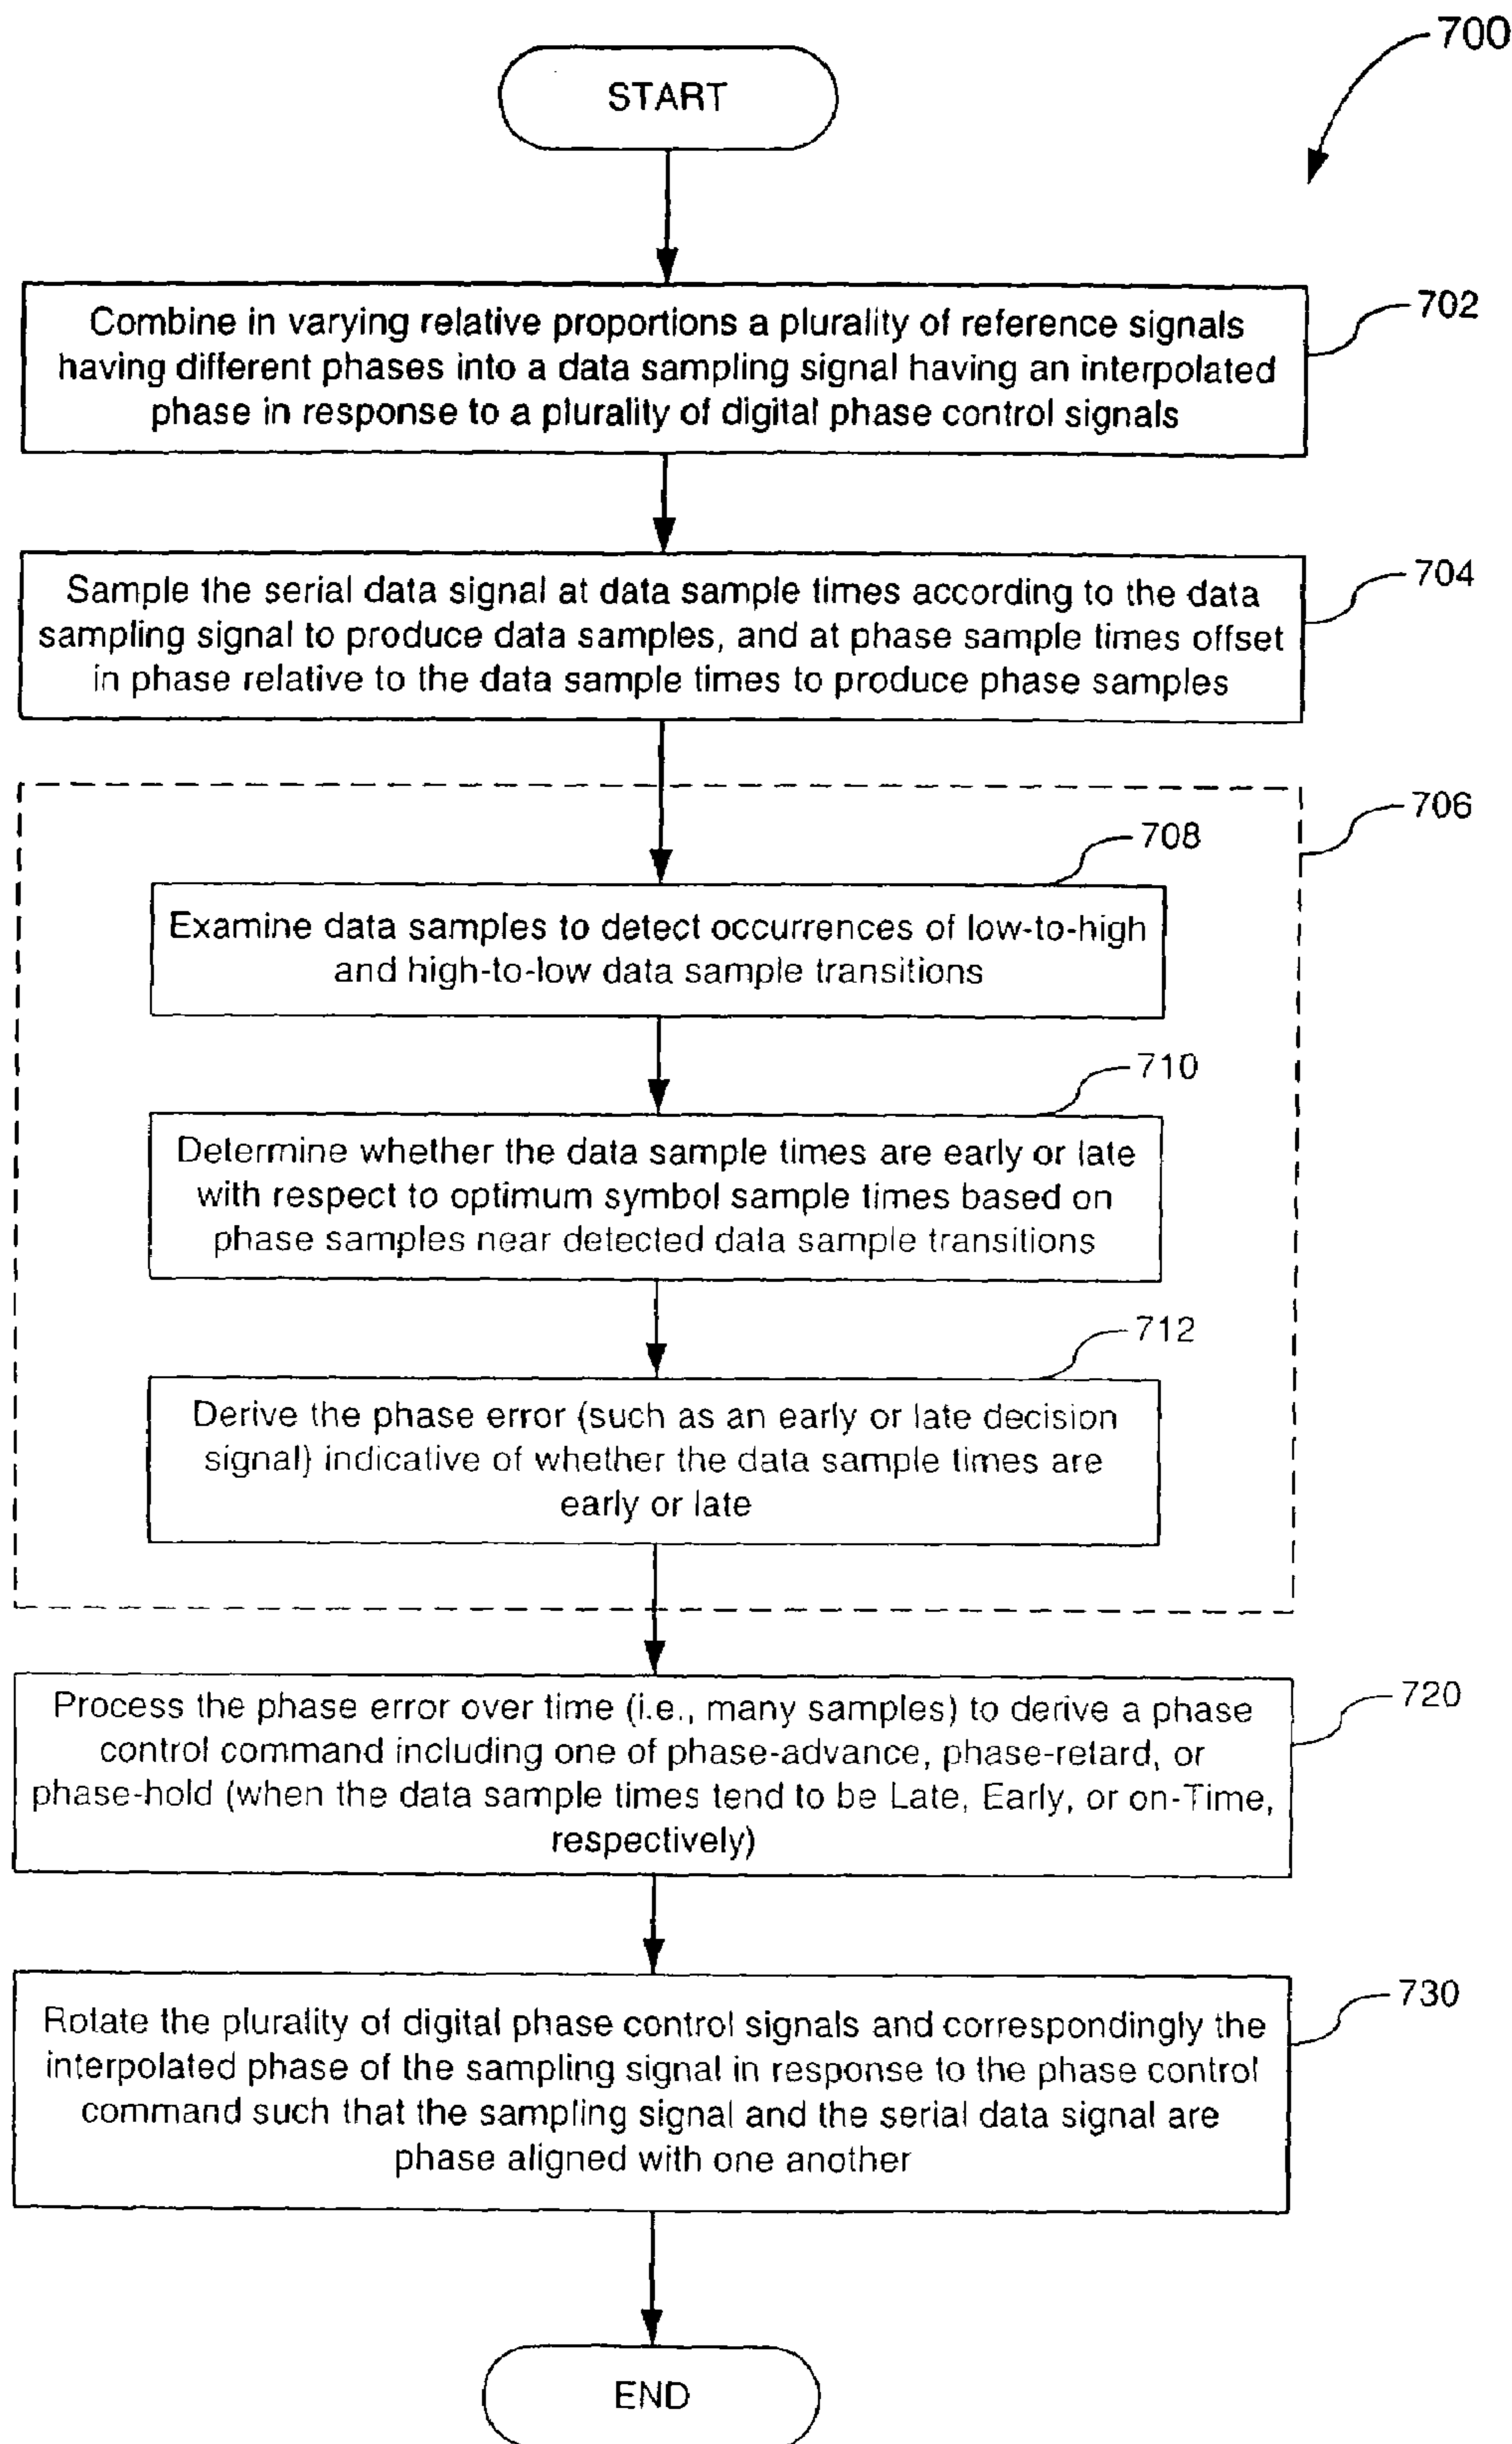 700
START
702
Combine in varying relative proportions a plurality of reference signals
having different phases into a data sampling signal having an interpolated
phase in response to a plurality of digital phase control signals
704
Sample the serial data signal at data sample times according to the data
sampling signal to produce data samples, and at phase sample times offset
in phase relative to the data sample times to produce phase samples
706
708
Examine data samples to detect occurrences of low-to-high
and high-to-low data sample transitions
710
Determine whether the data sample times are early or late
with respect to optimum symbol sample times based on
phase samples near detected data sample transitions
712
Derive the phase error (such as an early or late decision
signal) indicative of whether the data sample times are
early or late
720
Process the phase error over time (i.e., many samples) to derive a phase
control command including one of phase-advance, phase-retard, or
phase-hold (when the data sample times tend to be Late, Early, or on-Time,
respectively)
730
Rotate the plurality of digital phase control signals and correspondingly the
interpolated phase of the sampling signal in response to the phase control
command such that the sampling signal and the serial data signal are
phase aligned with one another
END